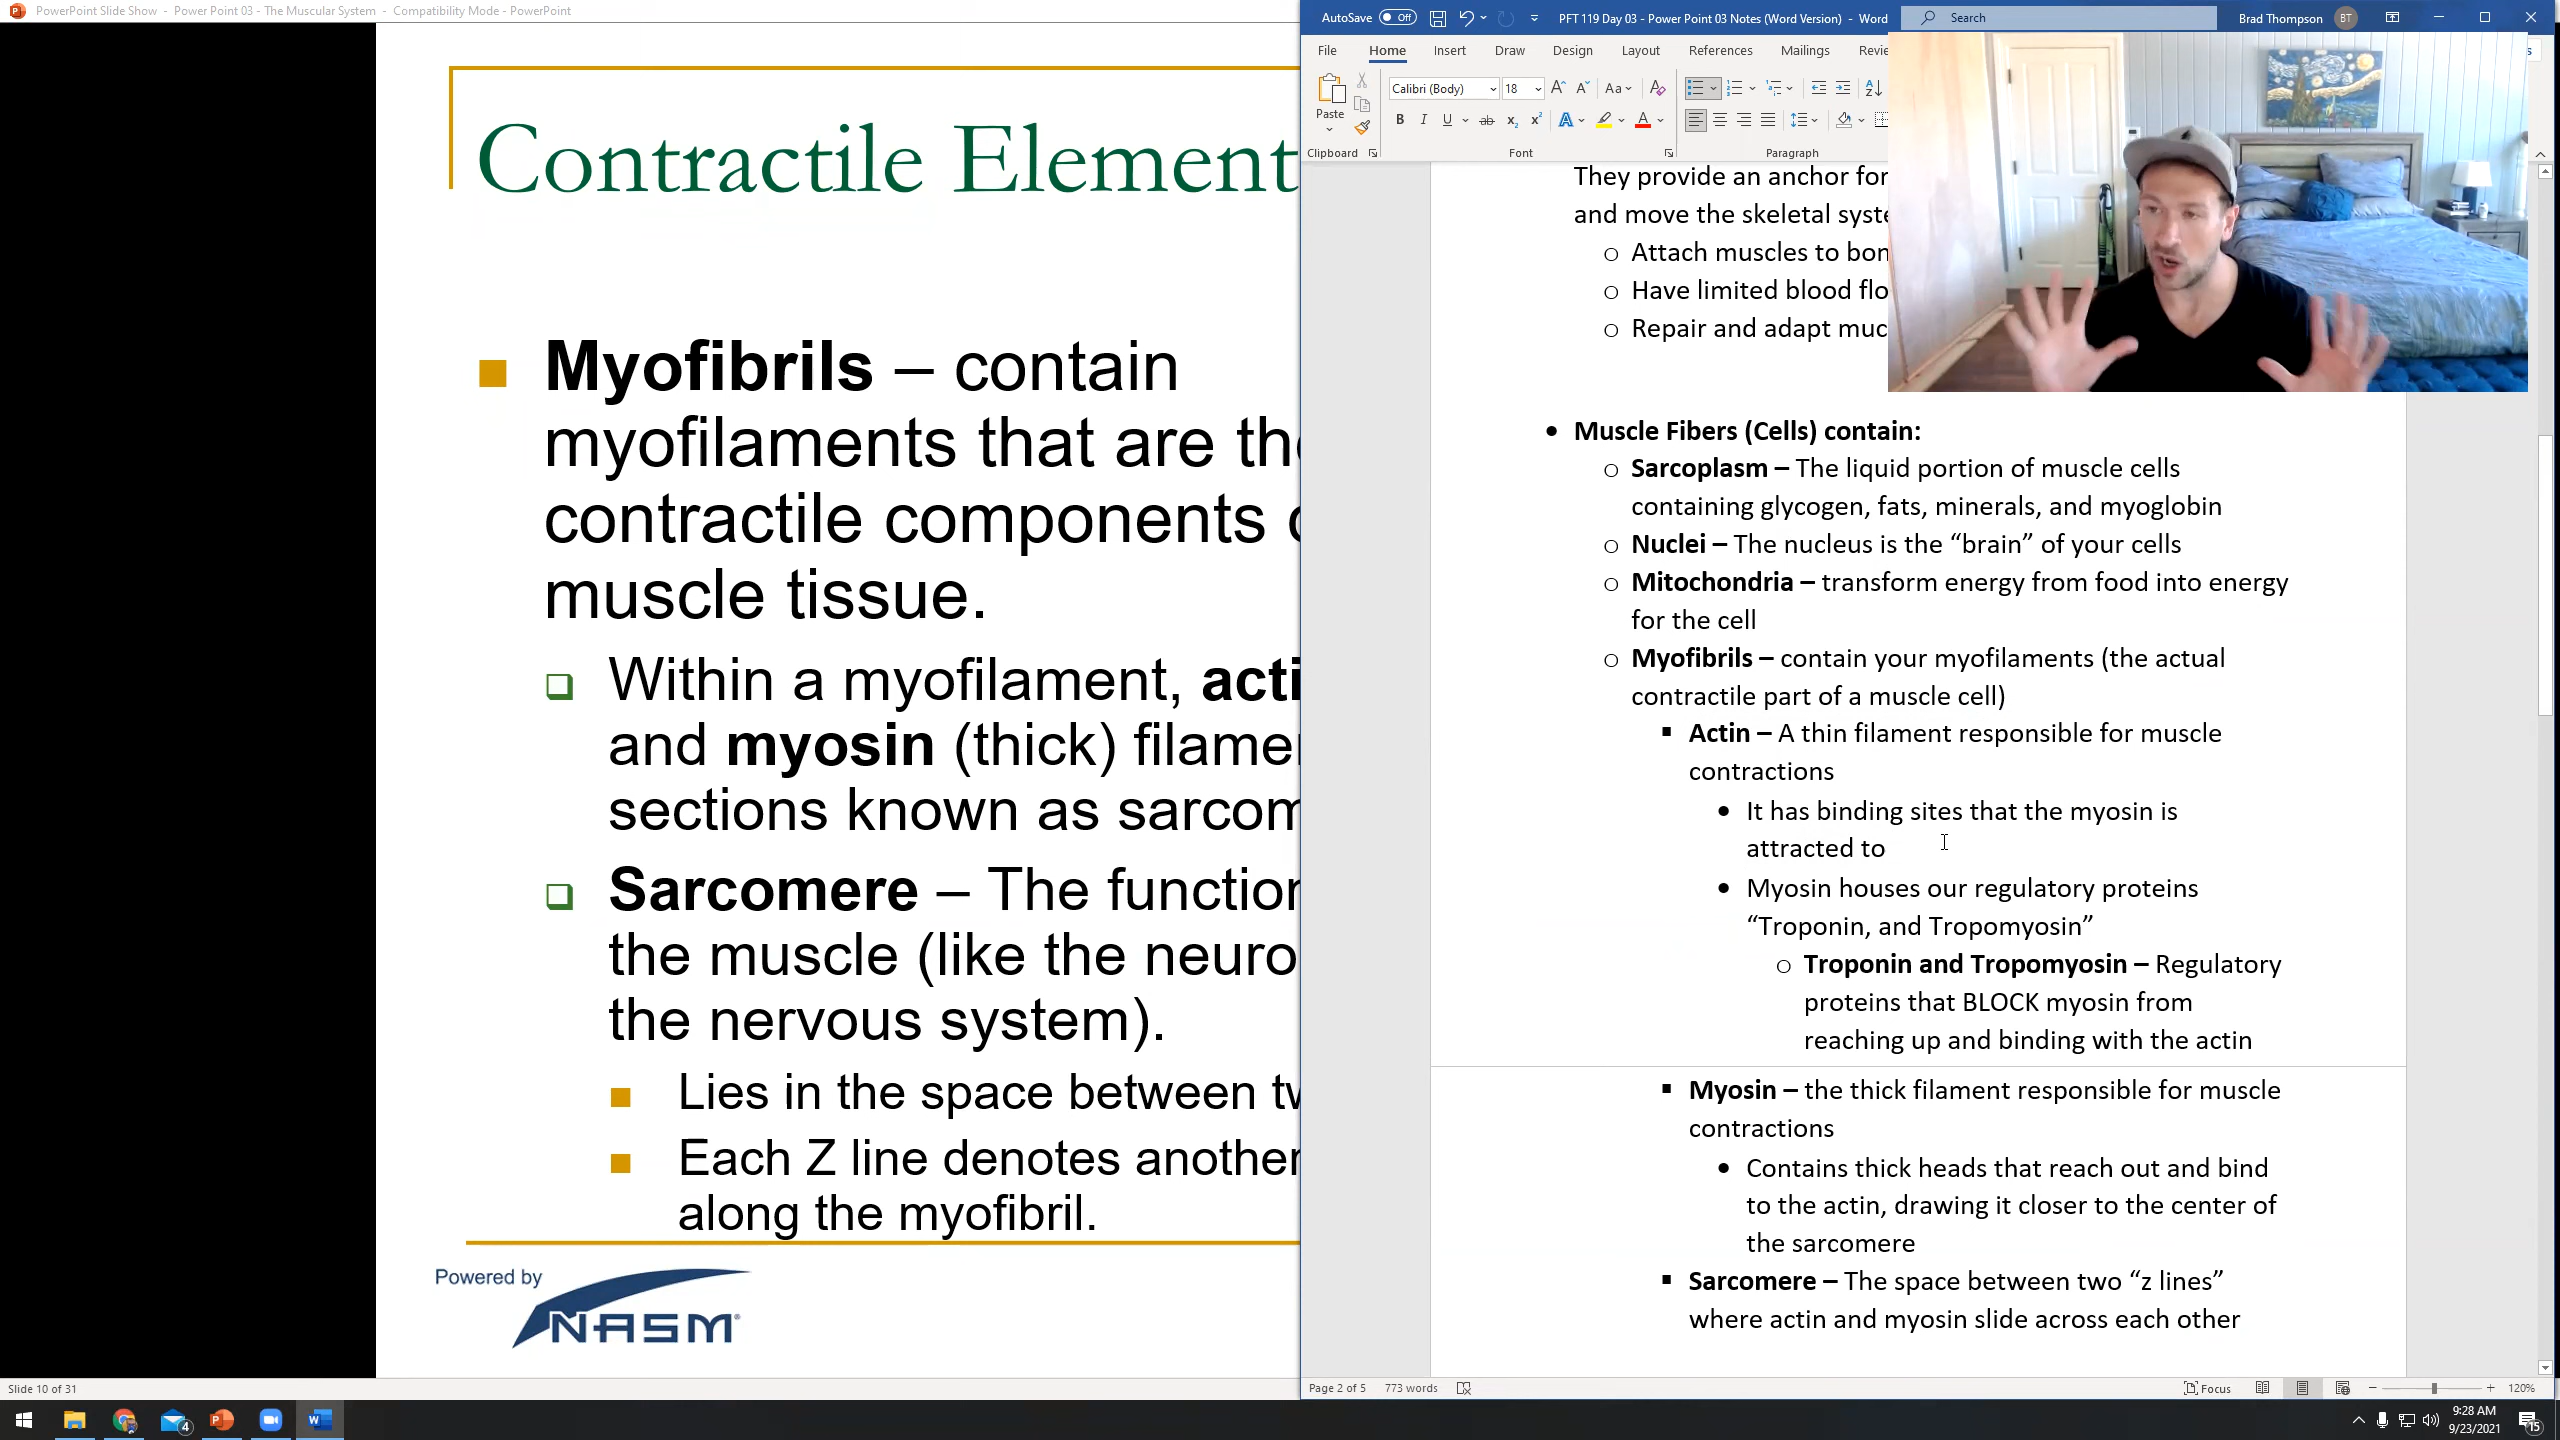 PowerPoint Slide Show - Power Point 03 - The Muscular System - Compatibility Mode - PowerPoint
Contractile Element
Myofibrils – contain
myofilaments that are
contractile components
muscle tissue.
Within a myofilament,
and myosin (thick)
sections known as
Sarcomere – The
the muscle (like the
the nervous system).
Lies in the space between
Each Z line denotes another
along the myofibril.
Powered by
NASM
Slide 10 of 31
AutoSave Off
PFT 119 Day 03 - Power Point 03 Notes (Word Version) - Word
Search
Brad Thompson BT
File Home Insert Draw Design Layout References Mailings
Paste
Calibri (Body) 18
Clipboard Font Paragraph
They provide an anchor for
and move the skeletal
Attach muscles to
Have limited blood
Repair and adapt
Muscle Fibers (Cells) contain:
Sarcoplasm – The liquid portion of muscle cells
containing glycogen, fats, minerals, and myoglobin
Nuclei – The nucleus is the “brain” of your cells
Mitochondria – transform energy from food into energy
for the cell
Myofibrils – contain your myofilaments (the actual
contractile part of a muscle cell)
Actin – A thin filament responsible for muscle
contractions
It has binding sites that the myosin is
attracted to
Myosin houses our regulatory proteins
“Troponin, and Tropomyosin”
Troponin and Tropomyosin – Regulatory
proteins that BLOCK myosin from
reaching up and binding with the actin
Myosin – the thick filament responsible for muscle
contractions
Contains thick heads that reach out and bind
to the actin, drawing it closer to the center of
the sarcomere
Sarcomere – The space between two “z lines”
where actin and myosin slide across each other
Page 2 of 5 773 words
Focus
120%
4
9:28 AM
9/23/2021
15